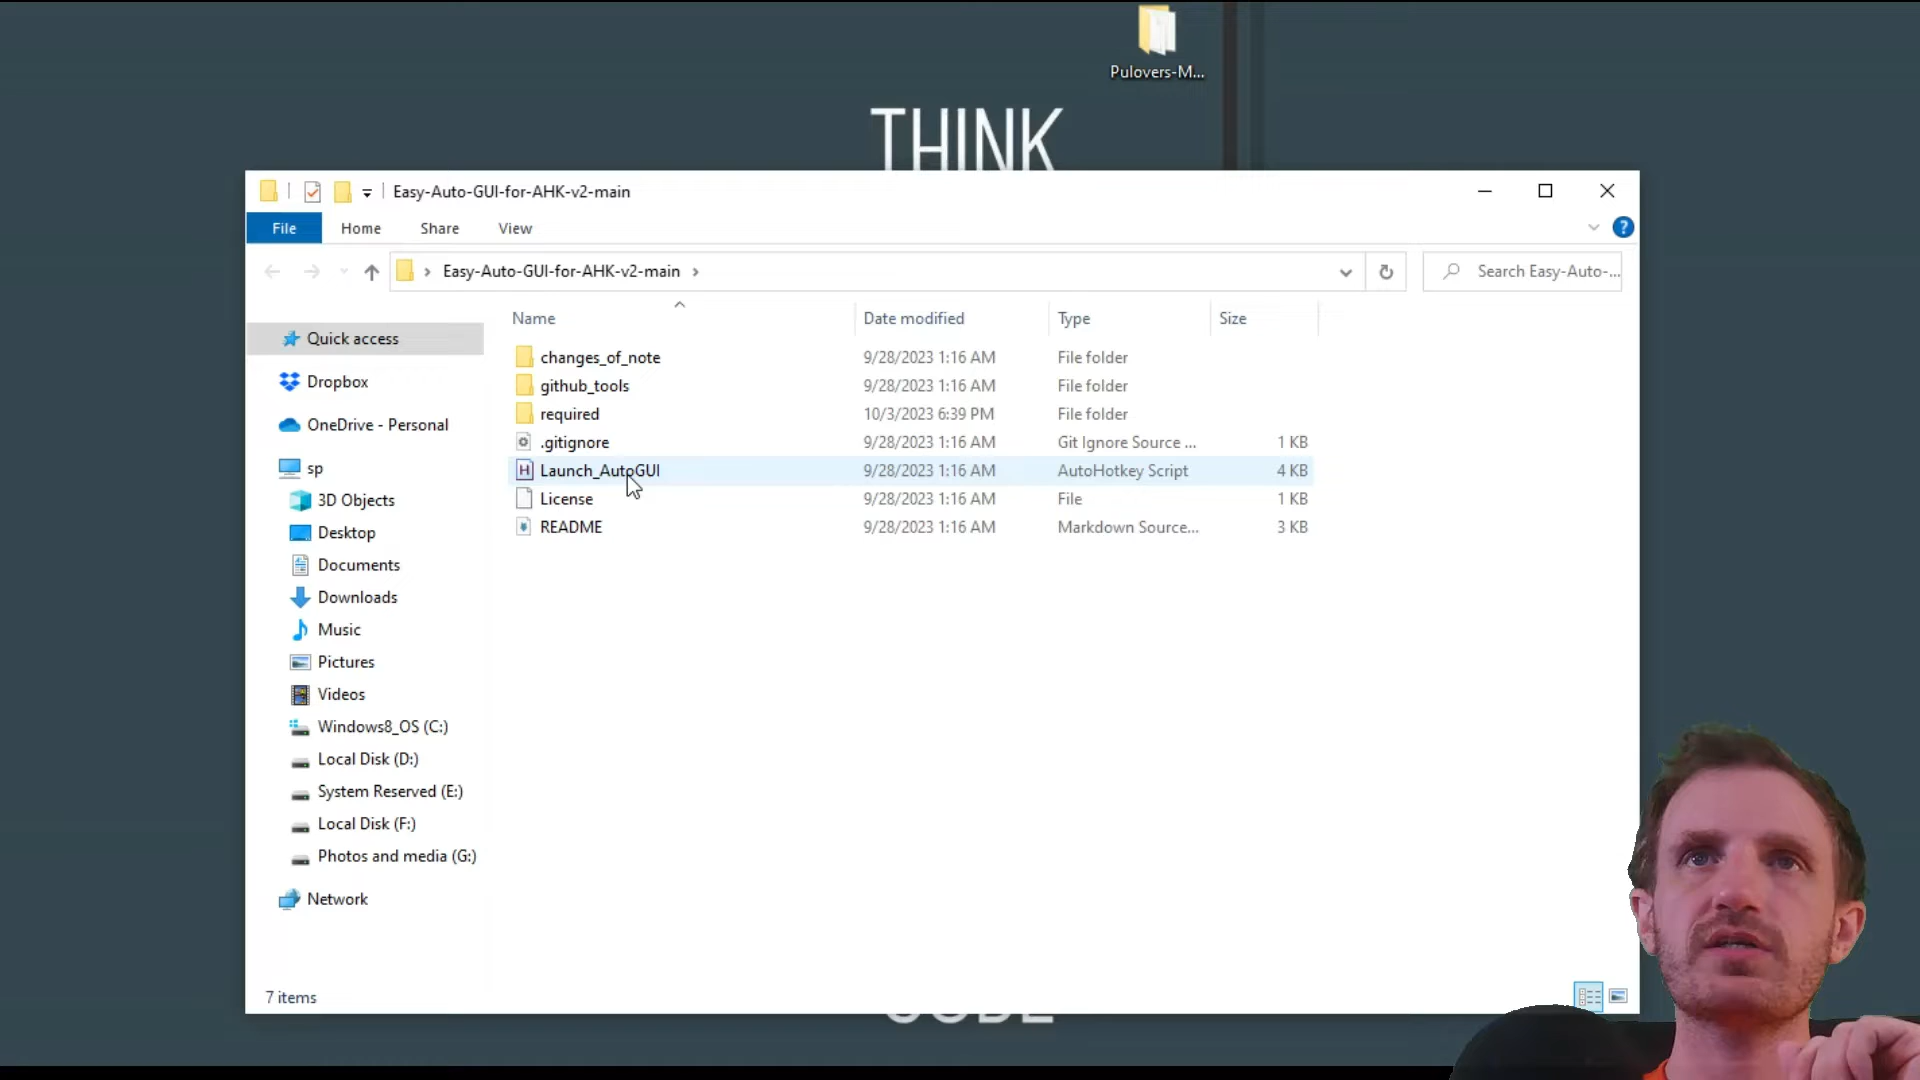 Pulovers-M...
THINK
Easy-Auto-GUI-for-AHK-v2-main
File Home Share View
Easy-Auto-GUI-for-AHK-v2-main
Search Easy-Auto-...
Name Date modified Type Size
changes_of_note 9/28/2023 1:16 AM File folder
github_tools 9/28/2023 1:16 AM File folder
required 10/3/2023 6:39 PM File folder
.gitignore 9/28/2023 1:16 AM Git Ignore Source ... 1 KB
Launch_AutoGUI 9/28/2023 1:16 AM AutoHotkey Script 4 KB
License 9/28/2023 1:16 AM File 1 KB
README 9/28/2023 1:16 AM Markdown Source... 3 KB
Quick access
Dropbox
OneDrive - Personal
sp
3D Objects
Desktop
Documents
Downloads
Music
Pictures
Videos
Windows8_OS (C:)
Local Disk (D:)
System Reserved (E:)
Local Disk (F:)
Photos and media (G:)
Network
7 items